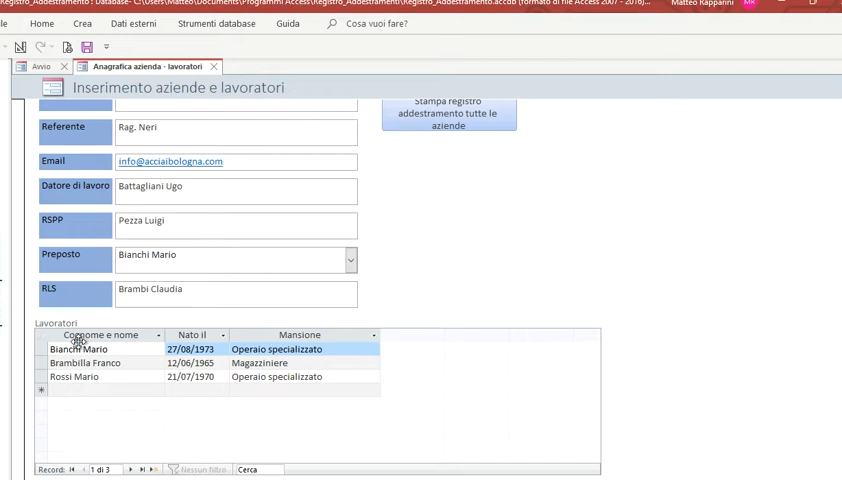 Registro_Addestramento : Database- C:\Users\Matteo\Documents\Programmi Access\Registro_Addestramenti\Registro_Addestramento.accdb (formato di file Access 2007 - 2016)...
Matteo Kapparini
MR
Home Crea Dati esterni Strumenti database Guida Cosa vuoi fare?
Avvio Anagrafica azienda - lavoratori
Inserimento aziende e lavoratori
Stampa registro
addestramento tutte le
aziende
Referente Rag. Neri
Email info@acciaibologna.com
Datore di lavoro Battagliani Ugo
RSPP Pezza Luigi
Preposto Bianchi Mario
RLS Brambi Claudia
Lavoratori
Cognome e nome Nato il Mansione
Bianchi Mario 27/08/1973 Operaio specializzato
Brambilla Franco 12/06/1965 Magazziniere
Rossi Mario 21/07/1970 Operaio specializzato
Record: 1 di 3 Nessun filtro Cerca